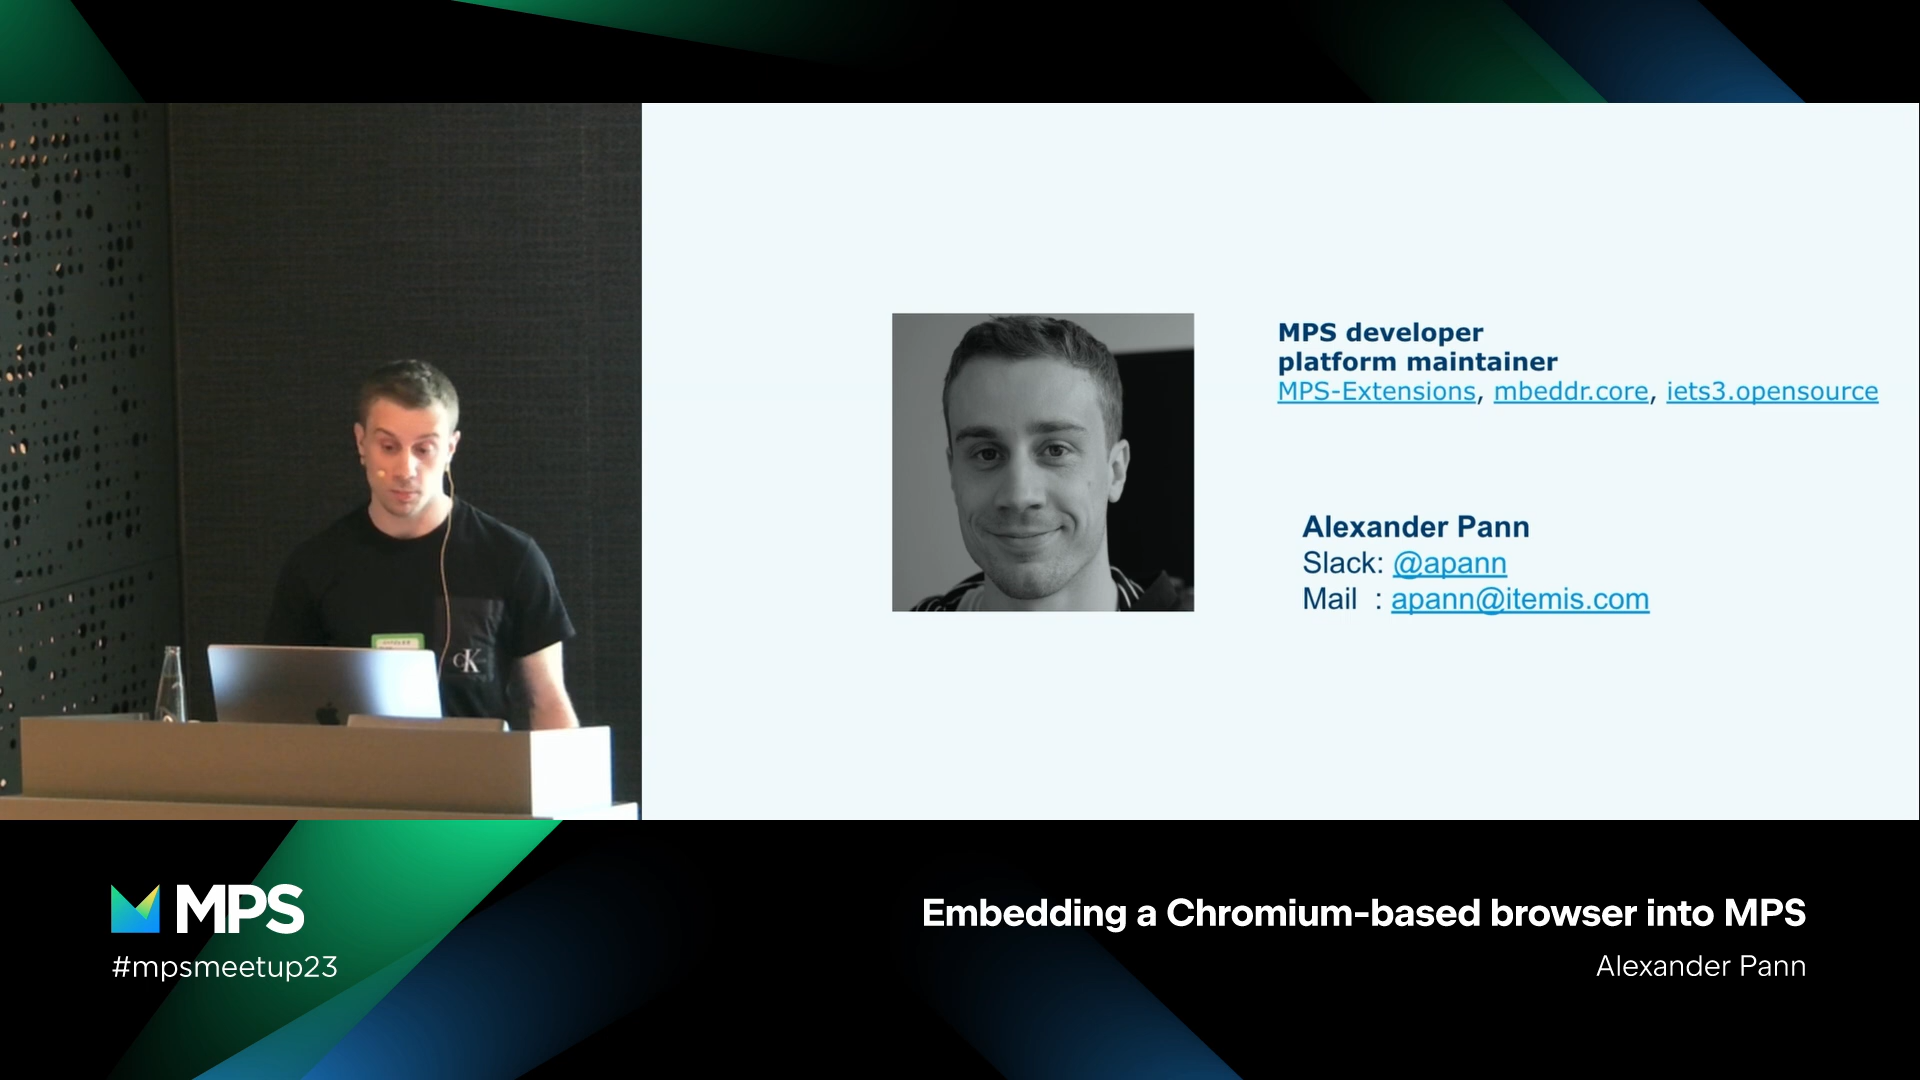 MPS developer
platform maintainer
MPS-Extensions, mbeddr.core, iets3.opensource
Alexander Pann
Slack: @apann
Mail : apann@itemis.com
cK
MPS
#mpsmeetup23
Embedding a Chromium-based browser into MPS
Alexander Pann